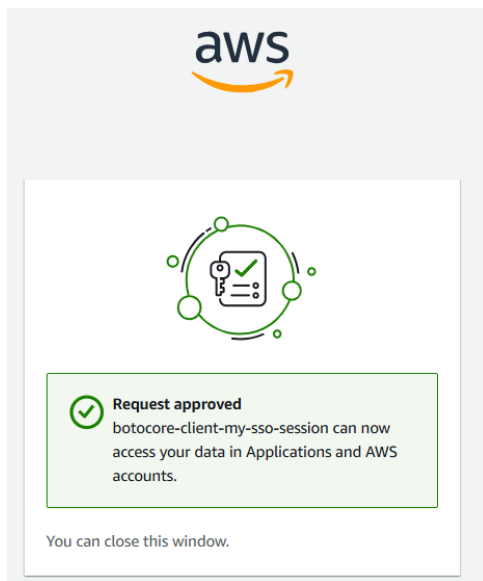 aws
Request approved
botocore-client-my-sso-session can now
access your data in Applications and AWS
accounts.
You can close this window.